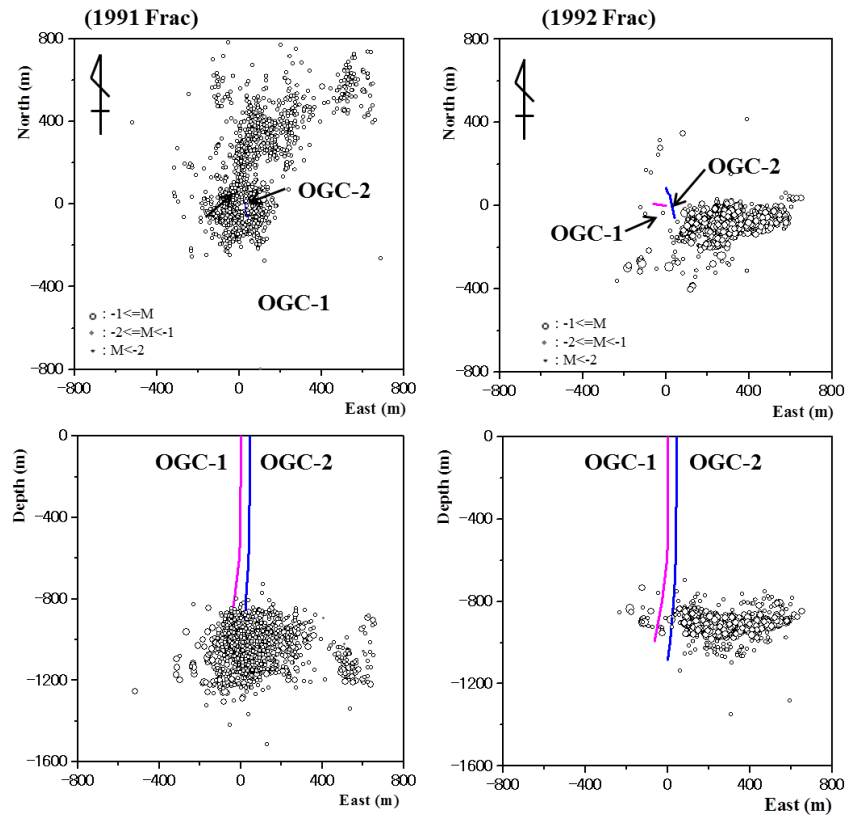 (1991 Frac)
800
400
0
−400
−800
North (m)
OGC-2
OGC-1
: -1<=M
: -2<=M<-1
: M<-2
−800
−400
0
400
800
East (m)
(1992 Frac)
800
400
0
−400
−800
North (m)
OGC-2
OGC-1
: -1<=M
: -2<=M<-1
: M<-2
−800
−400
0
400
800
East (m)
0
−400
−800
−1200
−1600
Depth (m)
OGC-1 OGC-2
−800
−400
0
400
800
East (m)
0
−400
−800
−1200
−1600
Depth (m)
OGC-1 OGC-2
−800
−400
0
400
800
East (m)